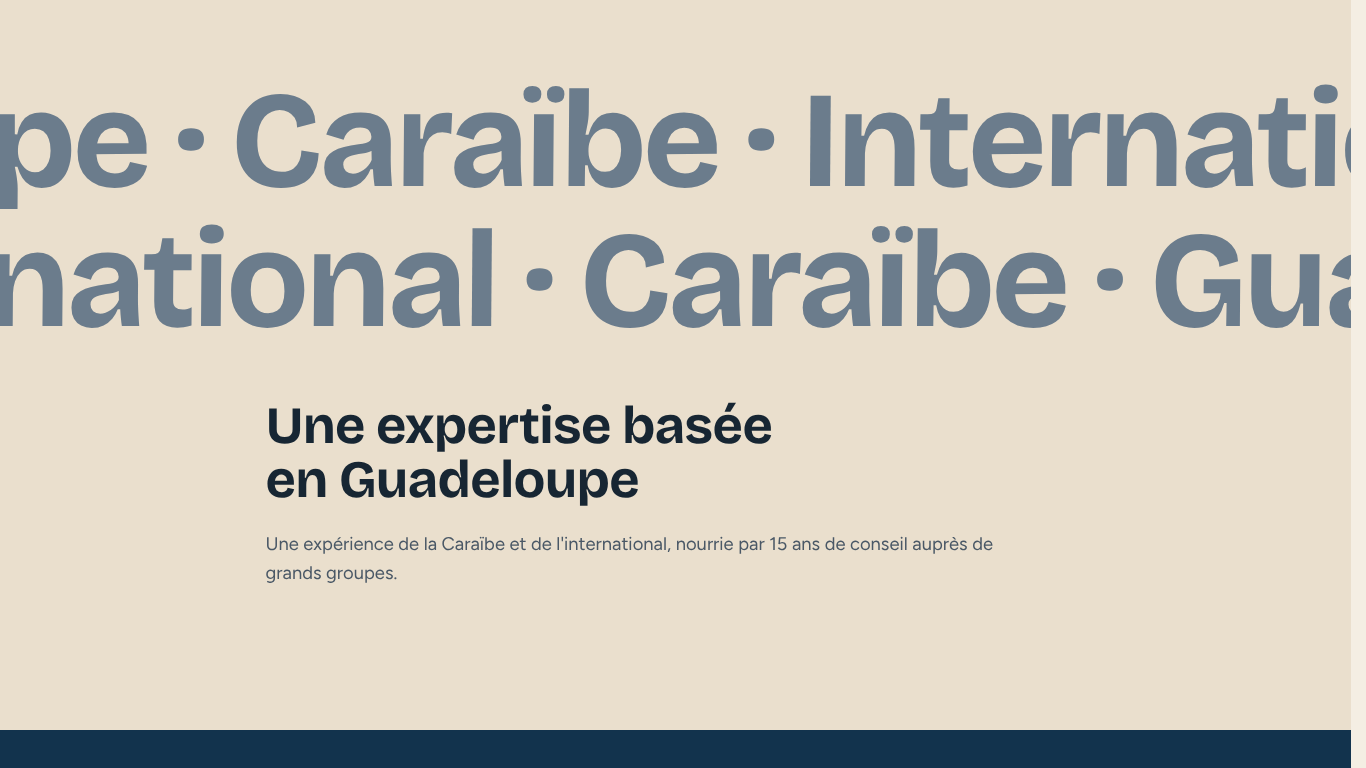 pe • Caraïbe • Internatio
national • Caraïbe • Gua
Une expertise basée
en Guadeloupe
Une expérience de la Caraïbe et de l'international, nourrie par 15 ans de conseil auprès de
grands groupes.